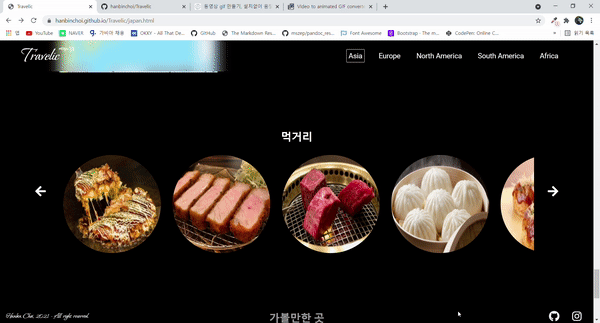 Travelic
hanbinchoi/Travelic
동영상 gif 만들기, 설치없이 용
Video to animated GIF conver
hanbinchoi.github.io/Travelic/japan.html
앱
YouTube
NAVER
가비아 채용
OKKY - All That De...
GitHub
The Markdown Res...
mszep/pandoc_res...
Font Awesome
Bootstrap · The m...
CodePen: Online C...
읽기 목록
Travelic
Asia
Europe
North America
South America
Africa
먹거리
가볼만한 곳
Hanbin Choi, 2021 - All right reserved.